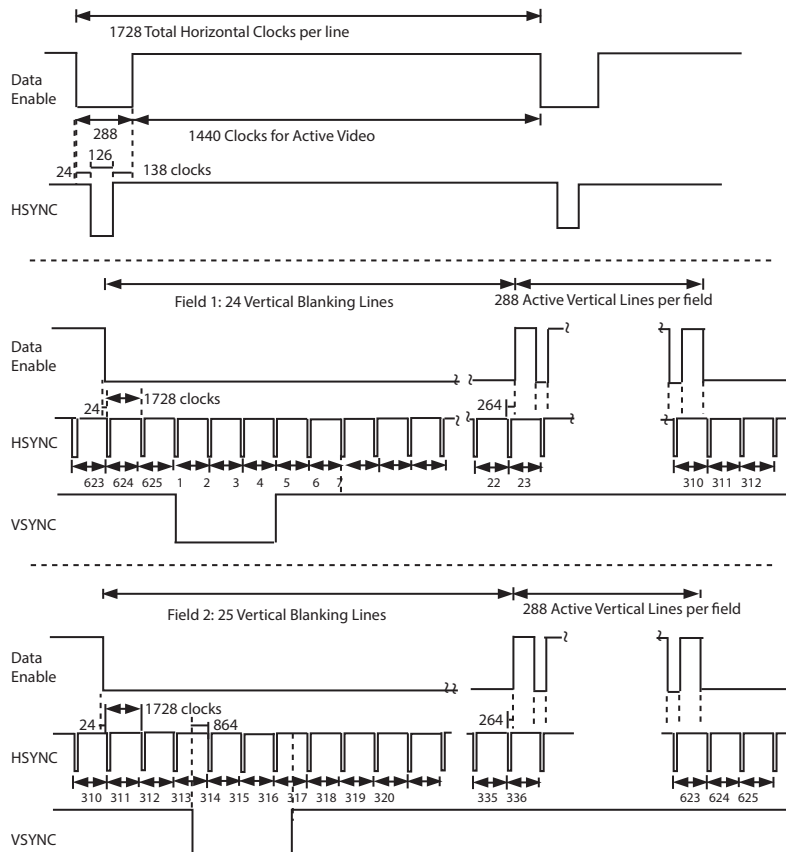 1728 Total Horizontal Clocks per line
Data
Enable
288
1440 Clocks for Active Video
126
24
138 clocks
HSYNC
Field 1: 24 Vertical Blanking Lines
288 Active Vertical Lines per field
Data
Enable
24
1728 clocks
264
HSYNC
623 624 625 1 2 3 4 5 6 7 22 23 310 311 312
VSYNC
Field 2: 25 Vertical Blanking Lines
288 Active Vertical Lines per field
Data
Enable
24
1728 clocks
864
264
HSYNC
310 311 312 313 314 315 316 317 318 319 320 335 336 623 624 625
VSYNC